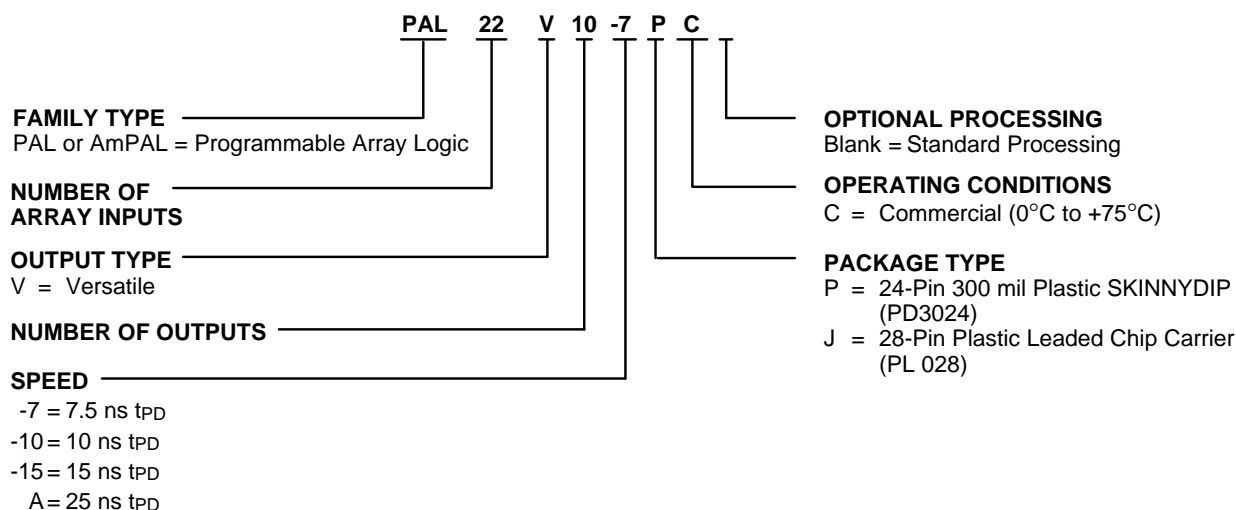 PAL 22 V 10 -7 P C
FAMILY TYPE
PAL or AmPAL = Programmable Array Logic
NUMBER OF
ARRAY INPUTS
OUTPUT TYPE
V = Versatile
NUMBER OF OUTPUTS
SPEED
-7 = 7.5 ns tPD
-10 = 10 ns tPD
-15 = 15 ns tPD
A = 25 ns tPD
OPTIONAL PROCESSING
Blank = Standard Processing
OPERATING CONDITIONS
C = Commercial (0°C to +75°C)
PACKAGE TYPE
P = 24-Pin 300 mil Plastic SKINNYDIP
(PD3024)
J = 28-Pin Plastic Leaded Chip Carrier
(PL 028)